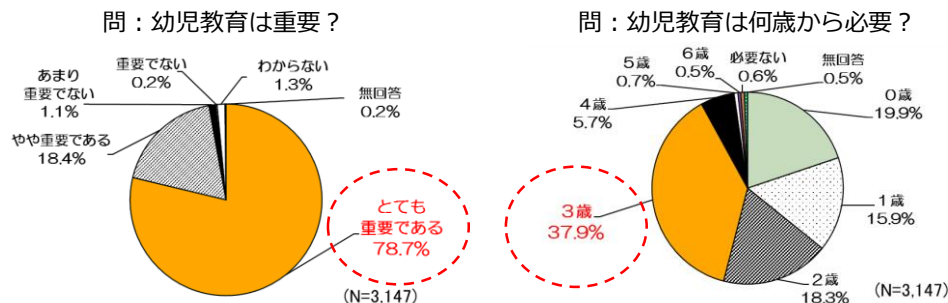 問：幼児教育は重要？
重要でない
0.2%
わからない
1.3%
あまり
重要でない
1.1%
無回答
0.2%
やや重要である
18.4%
とても
重要である
78.7%
(N=3,147)
問：幼児教育は何歳から必要？
5歳
0.7%
6歳
0.5%
必要ない
0.6%
無回答
0.5%
4歳
5.7%
0歳
19.9%
3歳
37.9%
1歳
15.9%
2歳
18.3%
(N=3,147)